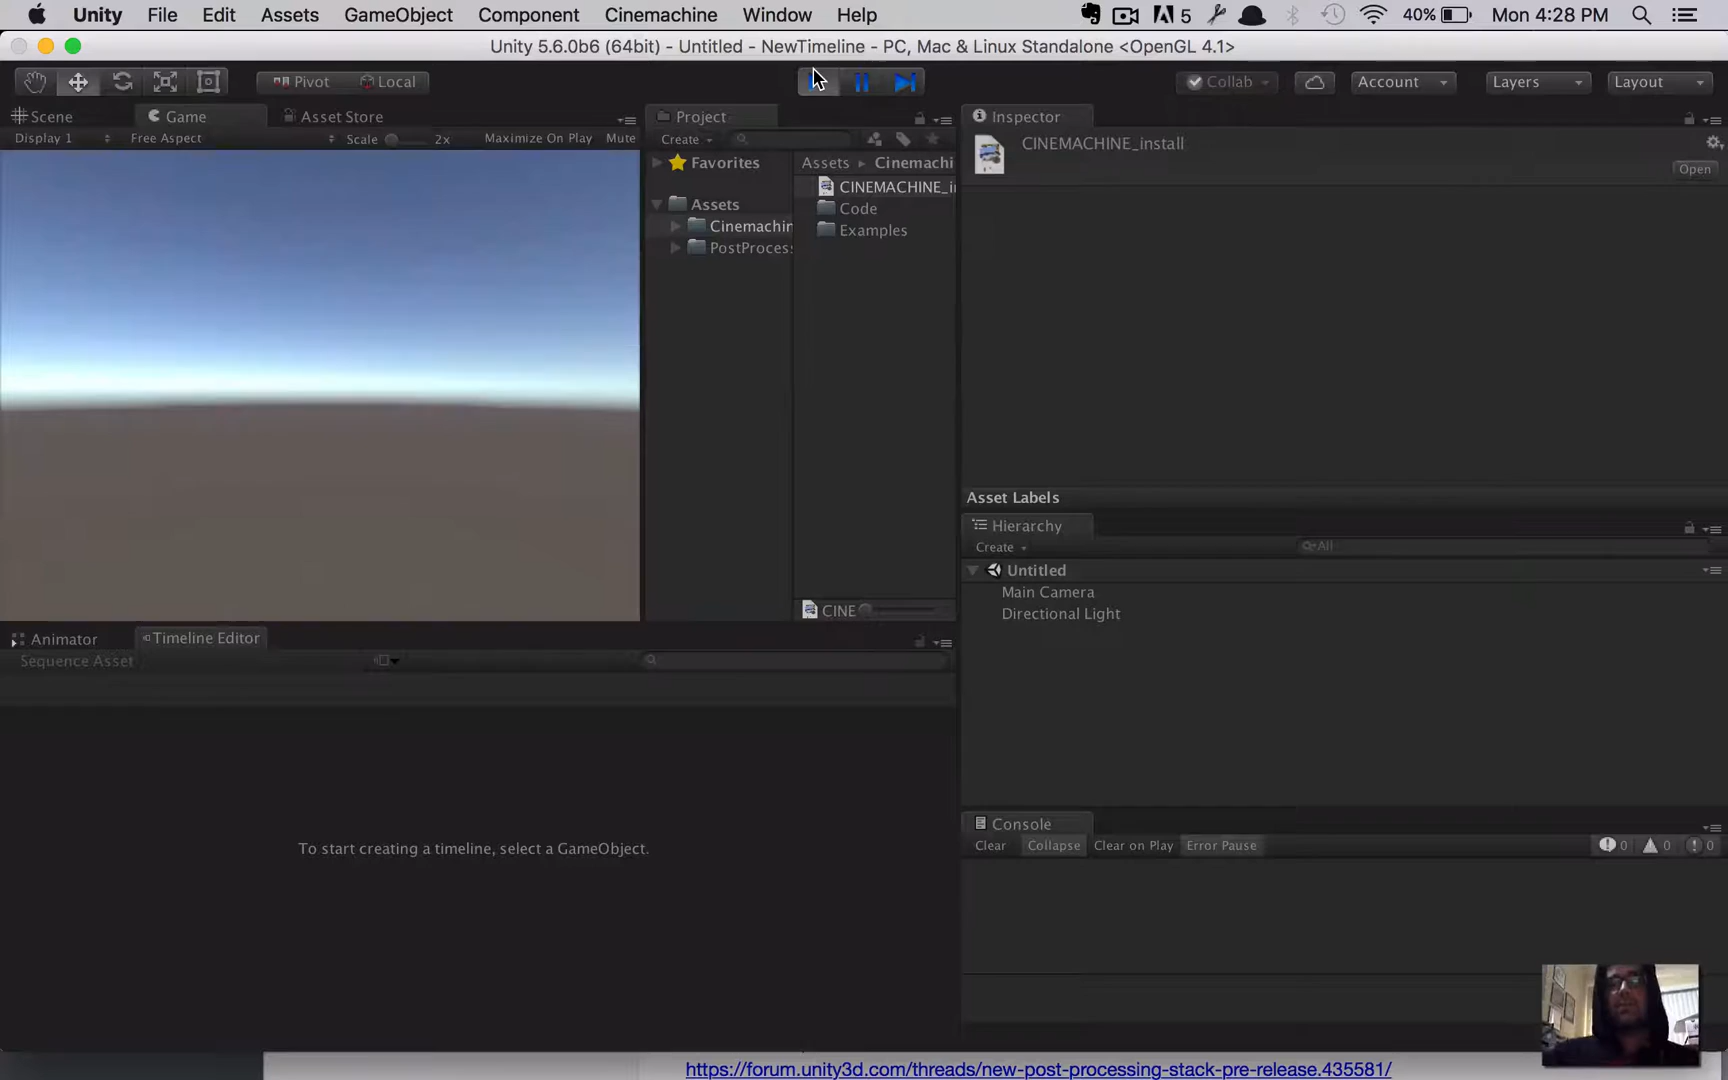 Unity File Edit Assets GameObject Component Cinemachine Window Help 5 40% Mon 4:28 PM
Unity 5.6.0b6 (64bit) - Untitled - NewTimeline - PC, Mac & Linux Standalone <OpenGL 4.1>
Pivot Local Collab Account Layers Layout
Scene Game Asset Store
Display 1 Free Aspect Scale 2x Maximize On Play Mute
Project
Create
Favorites
Assets
Cinemachin
PostProces
Assets Cinemachi
CINEMACHINE_i
Code
Examples
CINE
Inspector
CINEMACHINE_install
Open
Asset Labels
Hierarchy
Create All
Untitled
Main Camera
Directional Light
Animator Timeline Editor
Sequence Asset
To start creating a timeline, select a GameObject.
Console
Clear Collapse Clear on Play Error Pause 0 0 0
https://forum.unity3d.com/threads/new-post-processing-stack-pre-release.435581/